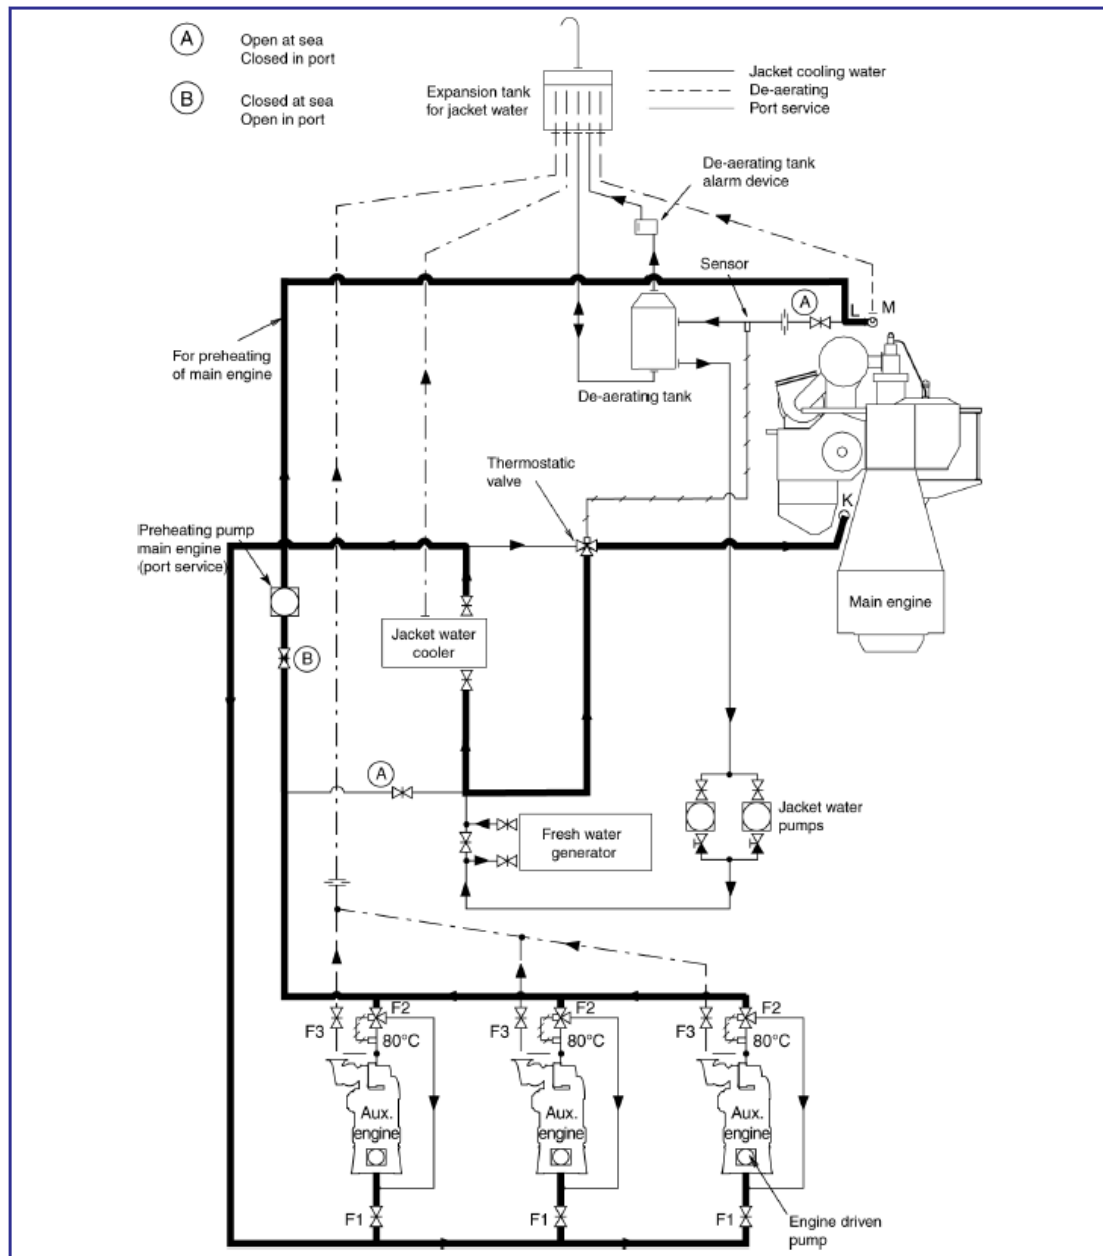 A
Open at sea
Closed in port
B
Closed at sea
Open in port
Expansion tank
for jacket water
Jacket cooling water
De-aerating
Port service
De-aerating tank
alarm device
Sensor
A
L
M
For preheating
of main engine
De-aerating tank
Thermostatic
valve
K
Preheating pump
main engine
(port service)
Main engine
Jacket water
cooler
B
A
Jacket water
pumps
Fresh water
generator
F3
F2
80°C
F3
F2
80°C
F3
F2
80°C
Aux.
engine
Aux.
engine
Aux.
engine
F1
F1
F1
Engine driven
pump